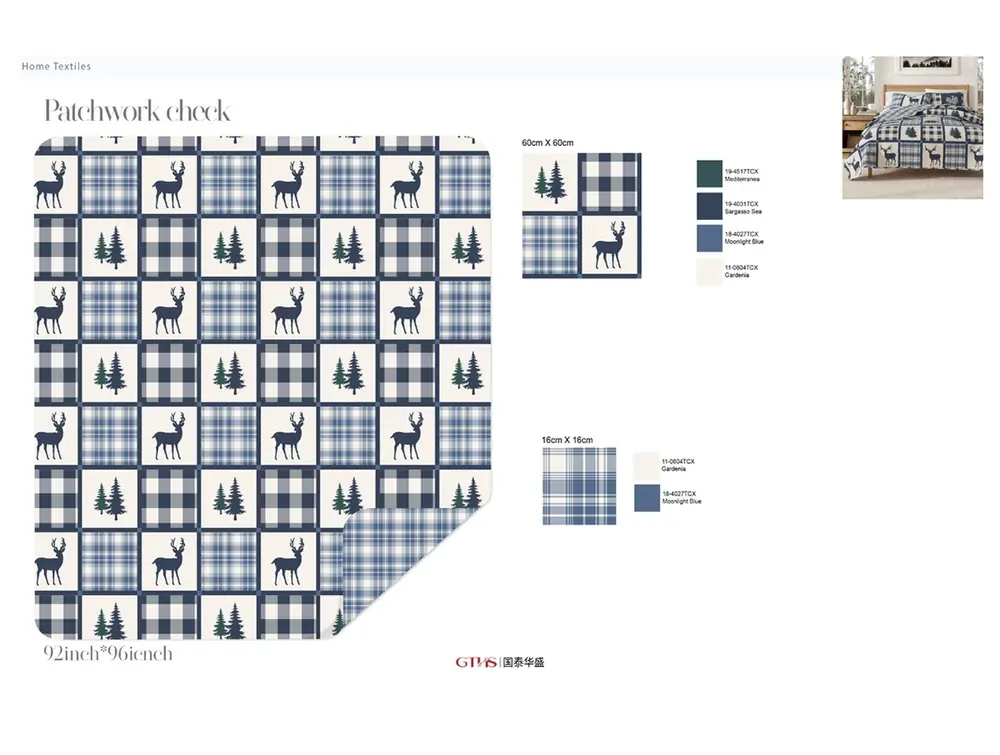 Home Textiles
Patchwork check
60cm X 60cm
19-4517TCX
Mediterranea
19-4031TCX
Sargasso Sea
18-4027TCX
Moonlight Blue
11-0604TCX
Gardenia
16cm X 16cm
11-0604TCX
Gardenia
18-4027TCX
Moonlight Blue
92inch*96icnch
GTHS|国泰华盛